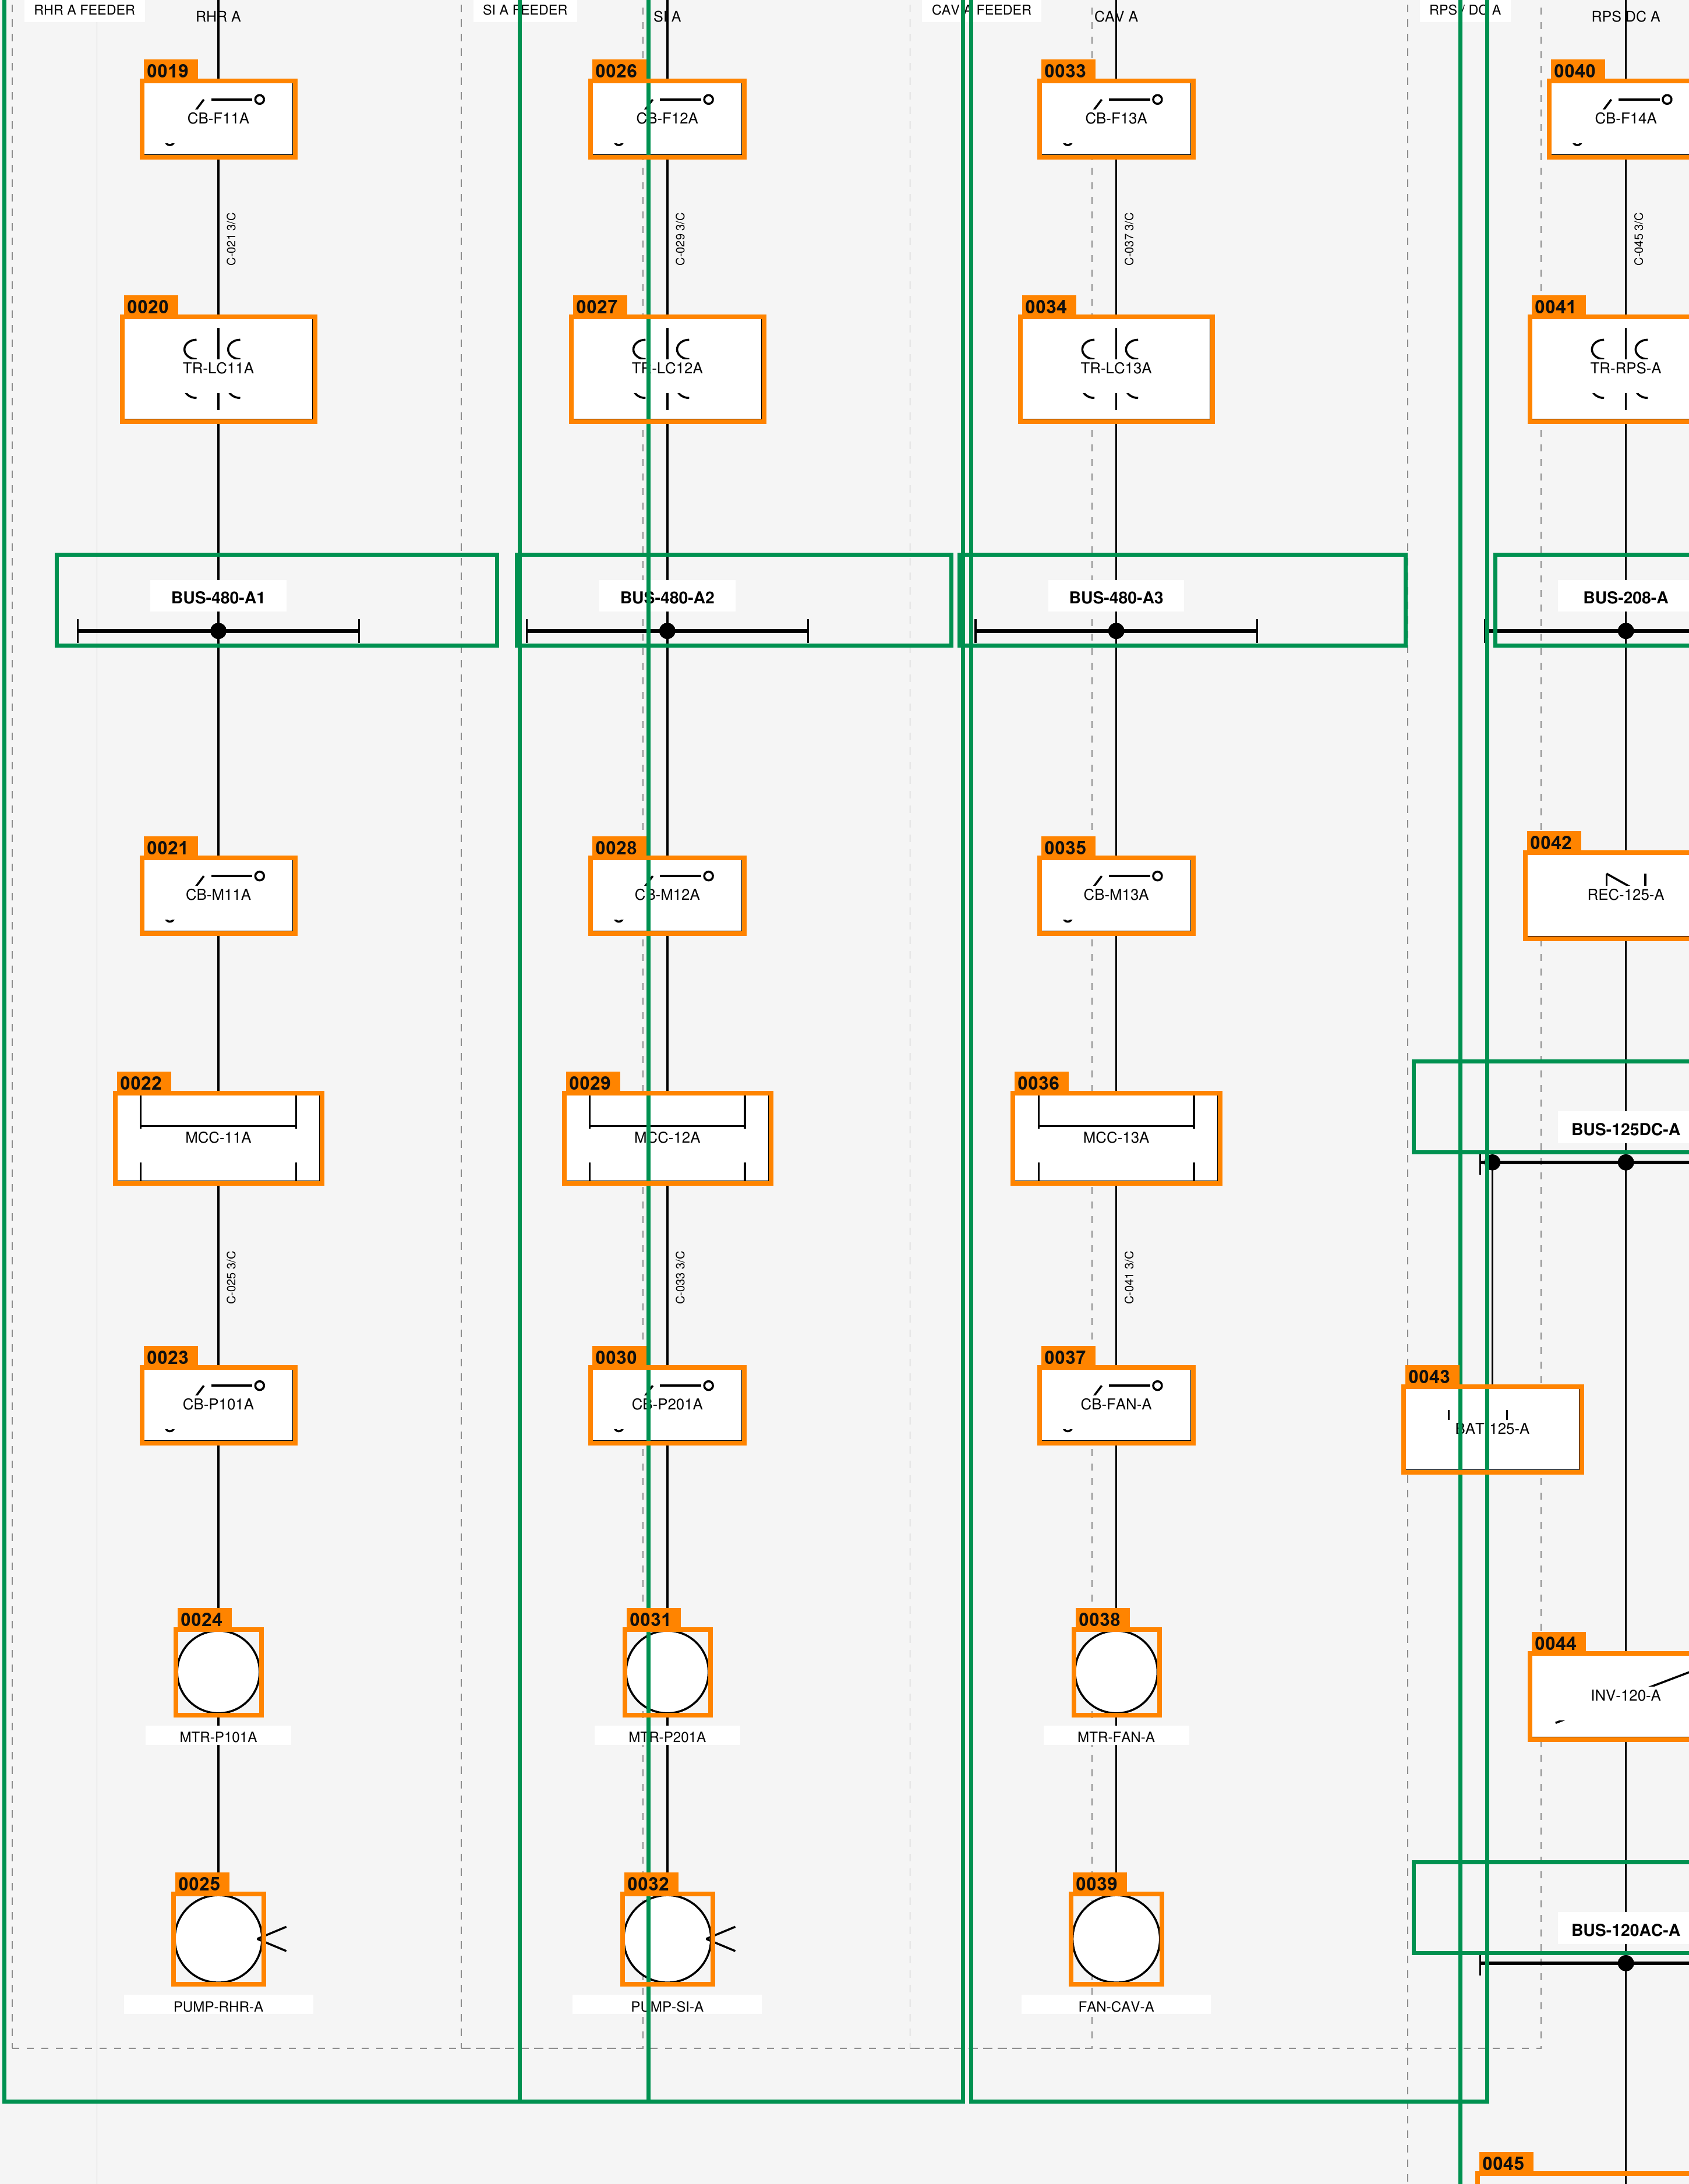 RHR A FEEDER
SI A FEEDER
CAV A FEEDER
RPS / DC A
RHR A
SI A
CAV A
RPS DC A
0019
0026
0033
0040
CB-F11A
CB-F12A
CB-F13A
CB-F14A
C-021 3/C
C-029 3/C
C-037 3/C
C-045 3/C
0020
0027
0034
0041
TR-LC11A
TR-LC12A
TR-LC13A
TR-RPS-A
BUS-480-A1
BUS-480-A2
BUS-480-A3
BUS-208-A
0021
0028
0035
0042
CB-M11A
CB-M12A
CB-M13A
REC-125-A
0022
0029
0036
MCC-11A
MCC-12A
MCC-13A
BUS-125DC-A
C-025 3/C
C-033 3/C
C-041 3/C
0023
0030
0037
0043
CB-P101A
CB-P201A
CB-FAN-A
BAT-125-A
0024
0031
0038
0044
INV-120-A
MTR-P101A
MTR-P201A
MTR-FAN-A
0025
0032
0039
BUS-120AC-A
PUMP-RHR-A
PUMP-SI-A
FAN-CAV-A
0045